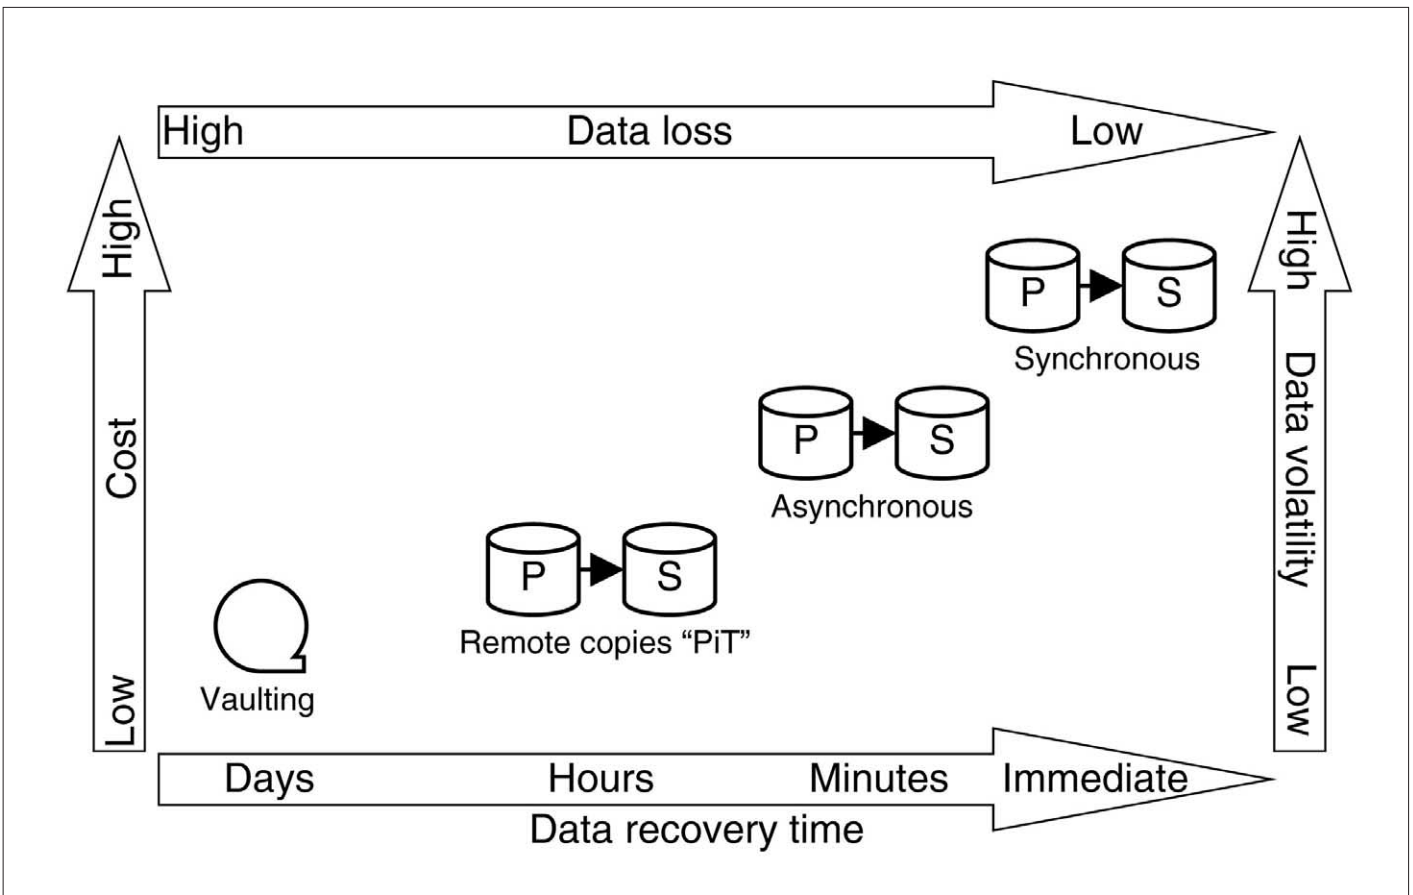 High Data loss Low
High
Cost
Low
High
Data volatility
Low
P S
Synchronous
P S
Asynchronous
P S
Remote copies “PiT”
Vaulting
Days Hours Minutes Immediate
Data recovery time